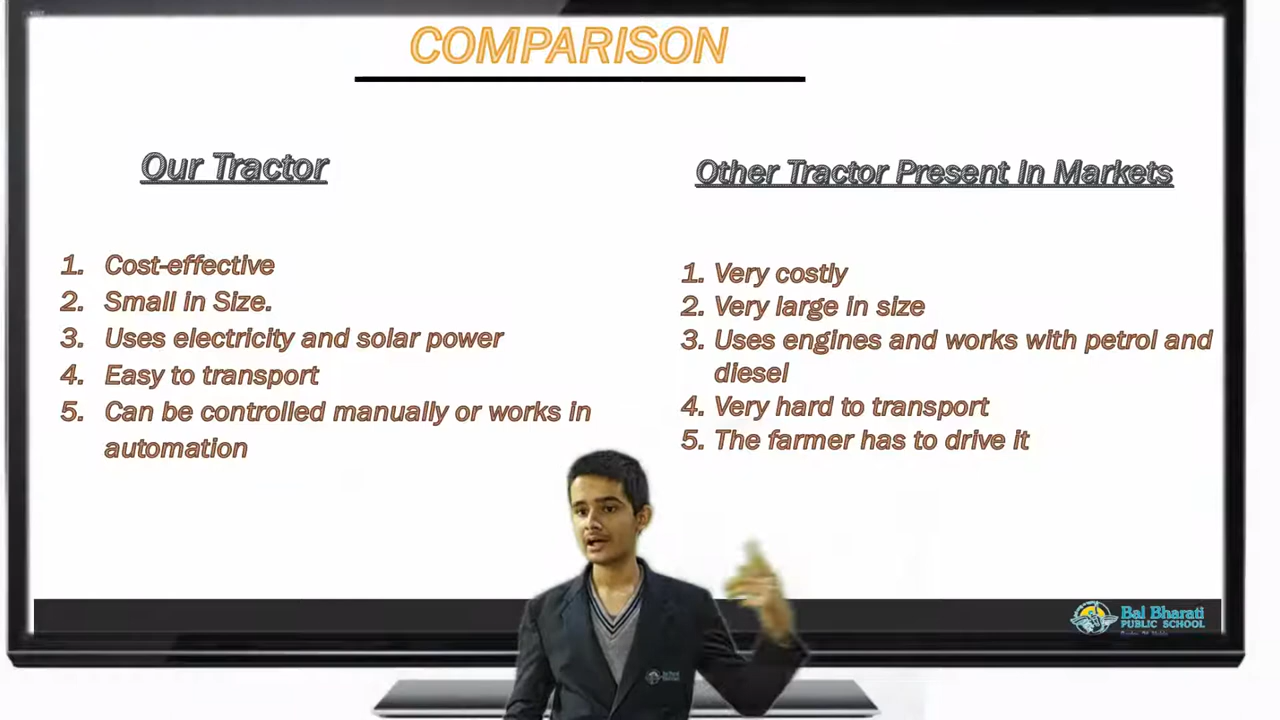 COMPARISON
Our Tractor
1. Cost-effective
2. Small in Size.
3. Uses electricity and solar power
4. Easy to transport
5. Can be controlled manually or works in
automation
Other Tractor Present In Markets
1. Very costly
2. Very large in size
3. Uses engines and works with petrol and
diesel
4. Very hard to transport
5. The farmer has to drive it
Bal Bharati
PUBLIC SCHOOL